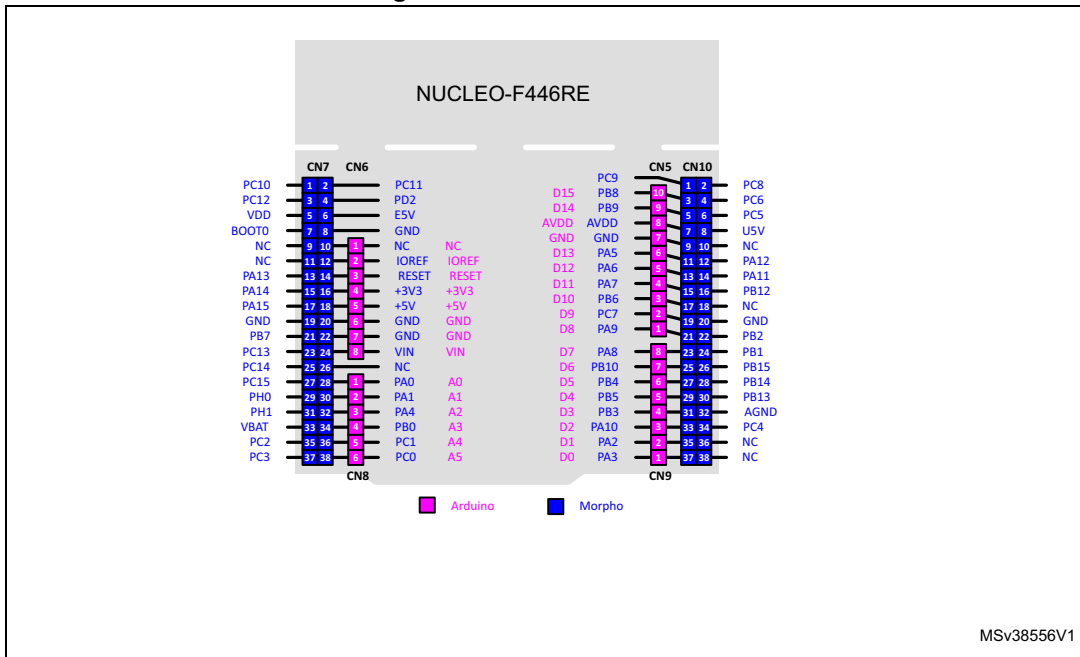 NUCLEO-F446RE
CN7 CN6 CN5 CN10
PC9
PC10 1 2 PC11 1 2 PC8
PC12 3 4 PD2 D15 PB8 10 3 4 PC6
VDD 5 6 E5V D14 PB9 9 5 6 PC5
BOOT0 7 8 GND AVDD AVDD 8 7 8 U5V
NC 9 10 1 NC NC GND GND 7 9 10 NC
NC 11 12 2 IOREF IOREF D13 PA5 6 11 12 PA12
PA13 13 14 3 RESET RESET D12 PA6 5 13 14 PA11
PA14 15 16 4 +3V3 +3V3 D11 PA7 4 15 16 PB12
PA15 17 18 5 +5V +5V D10 PB6 3 17 18 NC
GND 19 20 6 GND GND D9 PC7 2 19 20 GND
PB7 21 22 7 GND GND D8 PA9 1 21 22 PB2
PC13 23 24 8 VIN VIN D7 PA8 8 23 24 PB1
PC14 25 26 NC D6 PB10 7 25 26 PB15
PC15 27 28 1 PA0 A0 D5 PB4 6 27 28 PB14
PH0 29 30 2 PA1 A1 D4 PB5 5 29 30 PB13
PH1 31 32 3 PA4 A2 D3 PB3 4 31 32 AGND
VBAT 33 34 4 PB0 A3 D2 PA10 3 33 34 PC4
PC2 35 36 5 PC1 A4 D1 PA2 2 35 36 NC
PC3 37 38 6 PC0 A5 D0 PA3 1 37 38 NC
CN8 CN9
Arduino Morpho
MSv38556V1